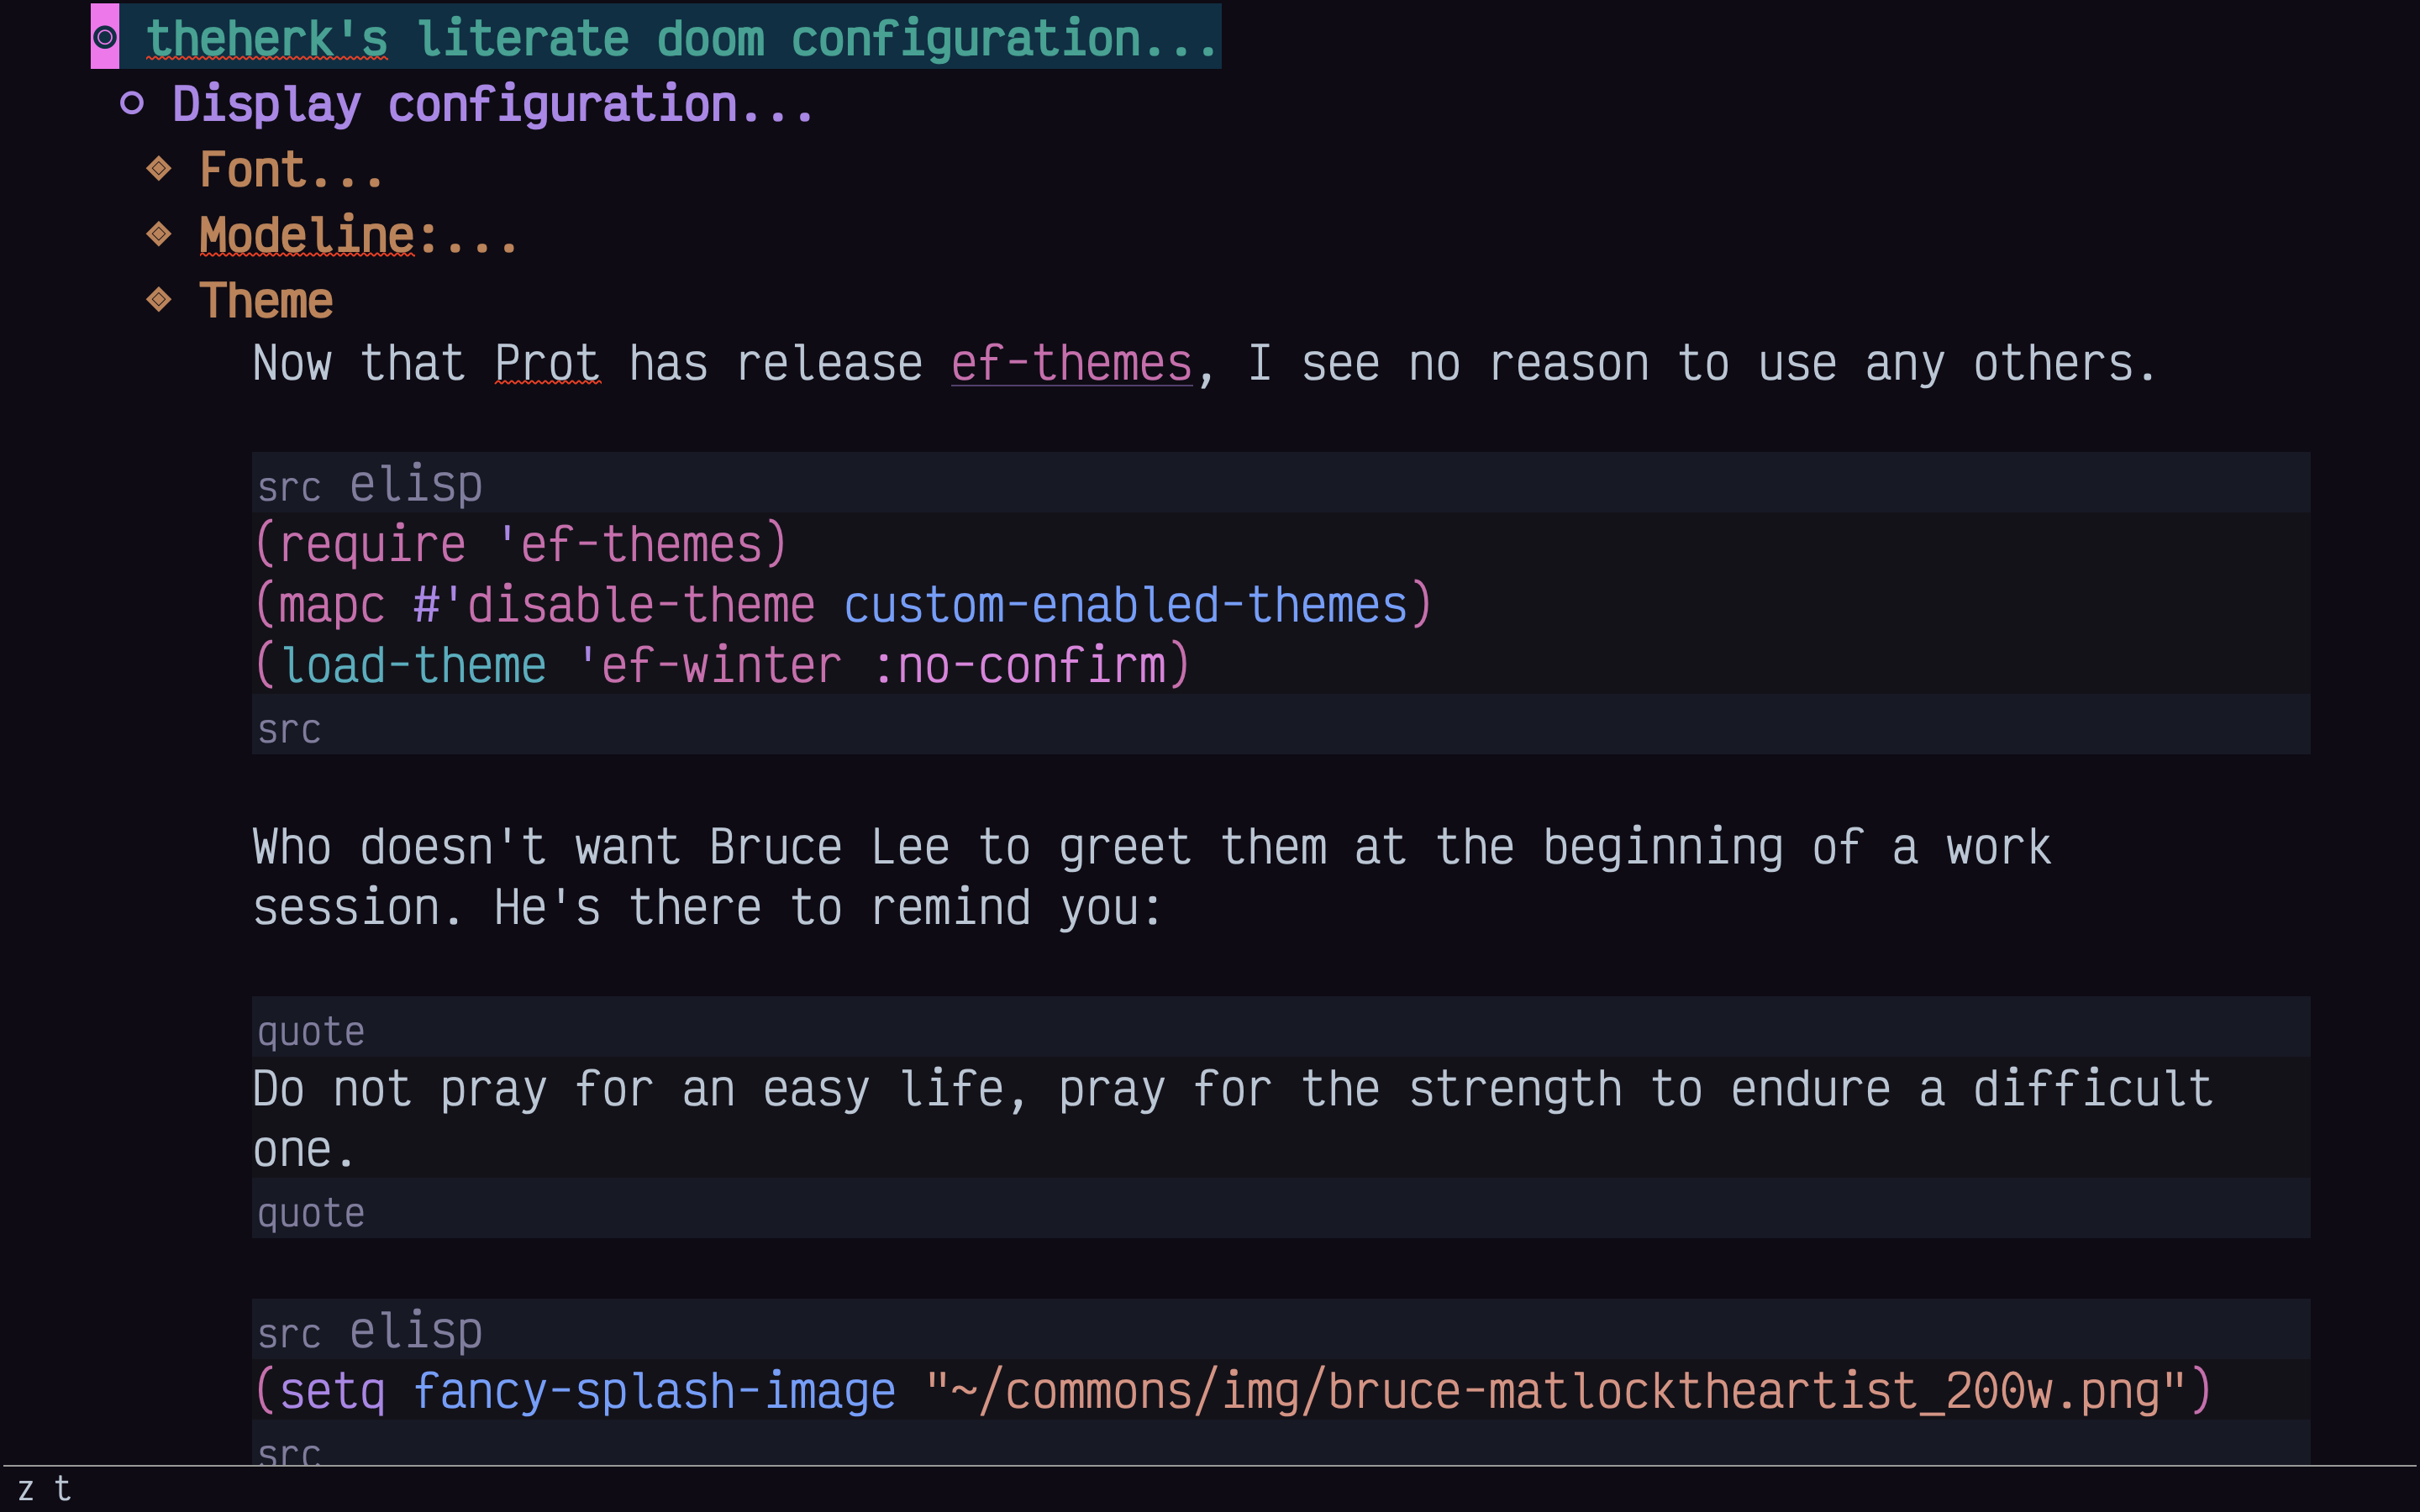 theherk's literate doom configuration...
Display configuration...
Font...
Modeline:...
Theme
Now that Prot has release ef-themes, I see no reason to use any others.
src elisp
(require 'ef-themes)
(mapc #'disable-theme custom-enabled-themes)
(load-theme 'ef-winter :no-confirm)
src
Who doesn't want Bruce Lee to greet them at the beginning of a work
session. He's there to remind you:
quote
Do not pray for an easy life, pray for the strength to endure a difficult
one.
quote
src elisp
(setq fancy-splash-image "~/commons/img/bruce-matlocktheartist_200w.png")
src
z t